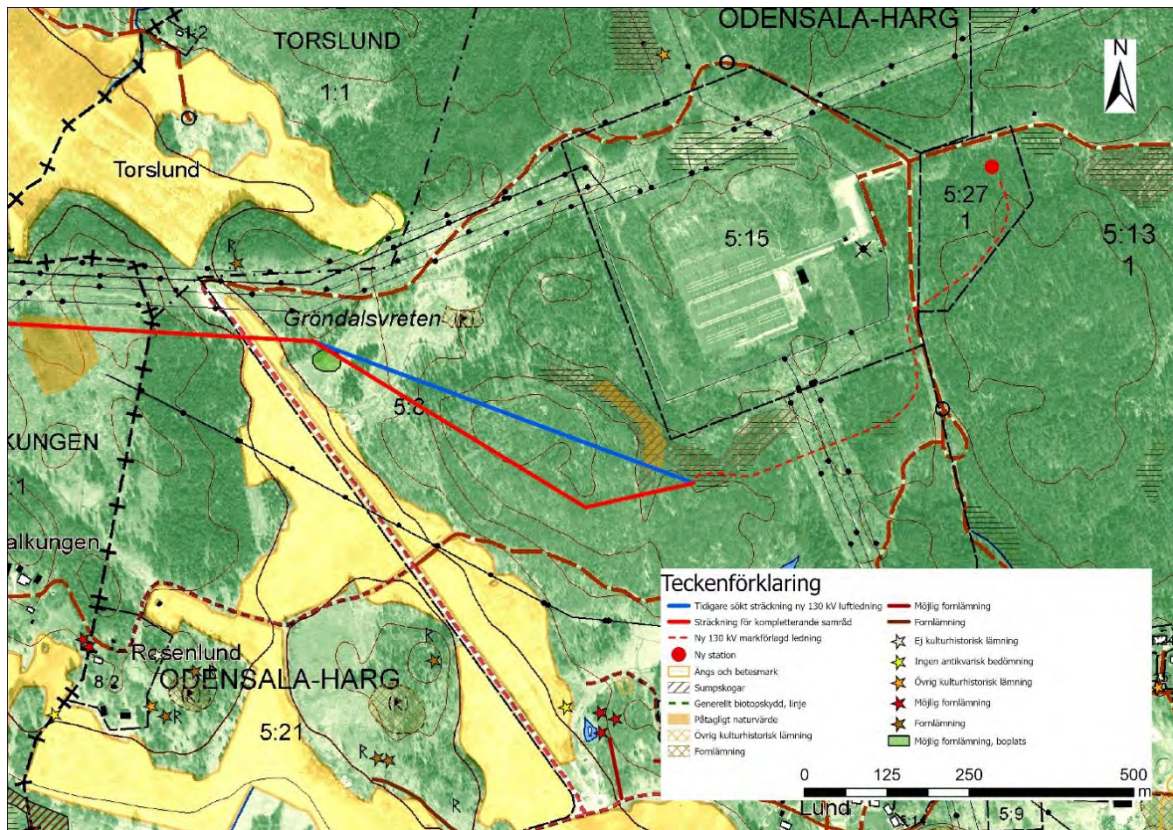 ODENSALA-HARG
1:2
TORSLUND
1:1
N
Torslund
5:27
1
5:15
5:13
1
R
Gröndalsvreten
R
5:8
KUNGEN
:1
alkungen
Rosenlund
8:2
R
R
ODENSALA-HARG
R
R
5:21
R
R
Teckenförklaring
Tidigare sökt sträckning ny 130 kV luftledning
Sträckning för kompletterande samråd
Ny 130 kV markförlagd ledning
Ny station
Ängs och betesmark
Sumpskogar
Generellt biotopskydd, linje
Påtagligt naturvärde
Övrig kulturhistorisk lämning
Fornlämning
Möjlig fornlämning
Fornlämning
Ej kulturhistorisk lämning
Ingen antikvarisk bedömning
Övrig kulturhistorisk lämning
Möjlig fornlämning
Fornlämning
Möjlig fornlämning, boplats
0 125 250 500
m
Lund
5:9